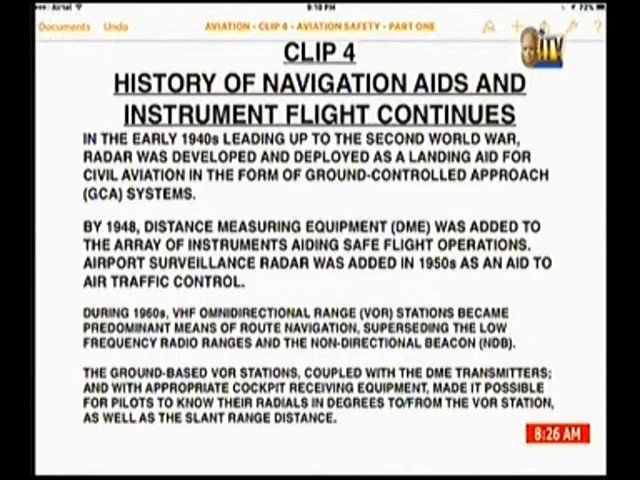 Airtel
9:10 PM
72%
Documents
Undo
AVIATION - CLIP 4 - AVIATION SAFETY - PART ONE
ITV
CLIP 4
HISTORY OF NAVIGATION AIDS AND
INSTRUMENT FLIGHT CONTINUES
IN THE EARLY 1940s LEADING UP TO THE SECOND WORLD WAR,
RADAR WAS DEVELOPED AND DEPLOYED AS A LANDING AID FOR
CIVIL AVIATION IN THE FORM OF GROUND-CONTROLLED APPROACH
(GCA) SYSTEMS.
BY 1948, DISTANCE MEASURING EQUIPMENT (DME) WAS ADDED TO
THE ARRAY OF INSTRUMENTS AIDING SAFE FLIGHT OPERATIONS.
AIRPORT SURVEILLANCE RADAR WAS ADDED IN 1950s AS AN AID TO
AIR TRAFFIC CONTROL.
DURING 1960s, VHF OMNIDIRECTIONAL RANGE (VOR) STATIONS BECAME
PREDOMINANT MEANS OF ROUTE NAVIGATION, SUPERSEDING THE LOW
FREQUENCY RADIO RANGES AND THE NON-DIRECTIONAL BEACON (NDB).
THE GROUND-BASED VOR STATIONS, COUPLED WITH THE DME TRANSMITTERS;
AND WITH APPROPRIATE COCKPIT RECEIVING EQUIPMENT, MADE IT POSSIBLE
FOR PILOTS TO KNOW THEIR RADIALS IN DEGREES TO/FROM THE VOR STATION,
AS WELL AS THE SLANT RANGE DISTANCE.
8:26 AM